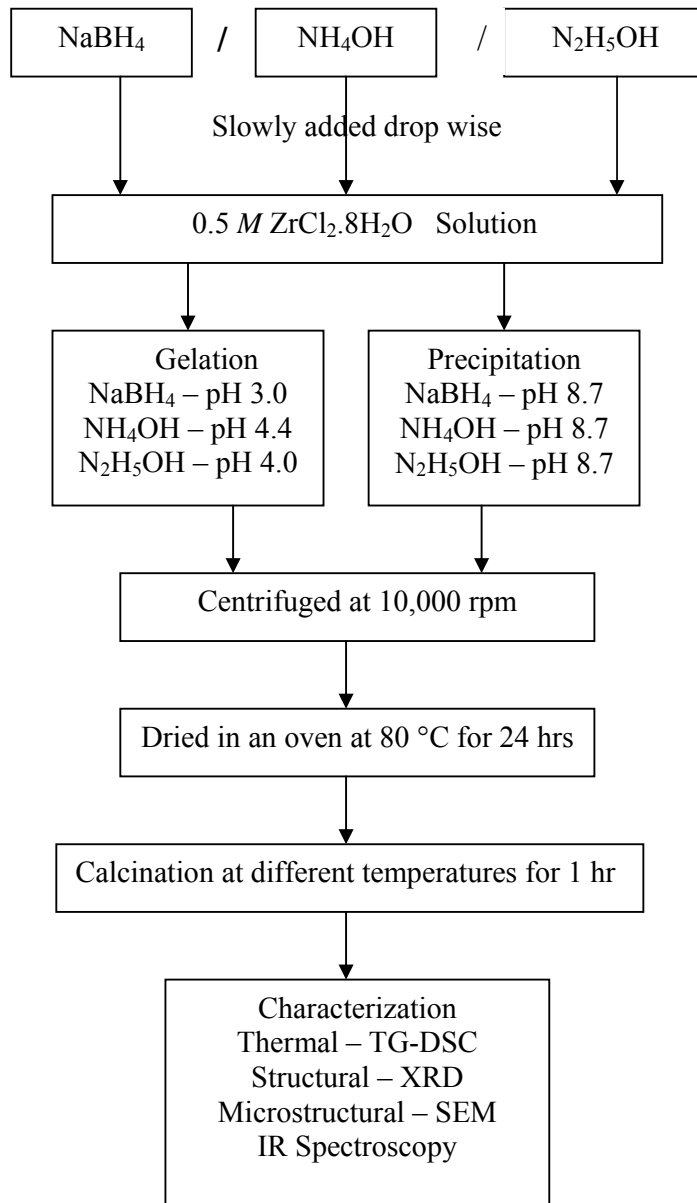 NaBH₄ / NH₄OH / N₂H₅OH
Slowly added drop wise
0.5 M ZrCl₂.8H₂O Solution
Gelation
NaBH₄ – pH 3.0
NH₄OH – pH 4.4
N₂H₅OH – pH 4.0
Precipitation
NaBH₄ – pH 8.7
NH₄OH – pH 8.7
N₂H₅OH – pH 8.7
Centrifuged at 10,000 rpm
Dried in an oven at 80 °C for 24 hrs
Calcination at different temperatures for 1 hr
Characterization
Thermal – TG-DSC
Structural – XRD
Microstructural – SEM
IR Spectroscopy